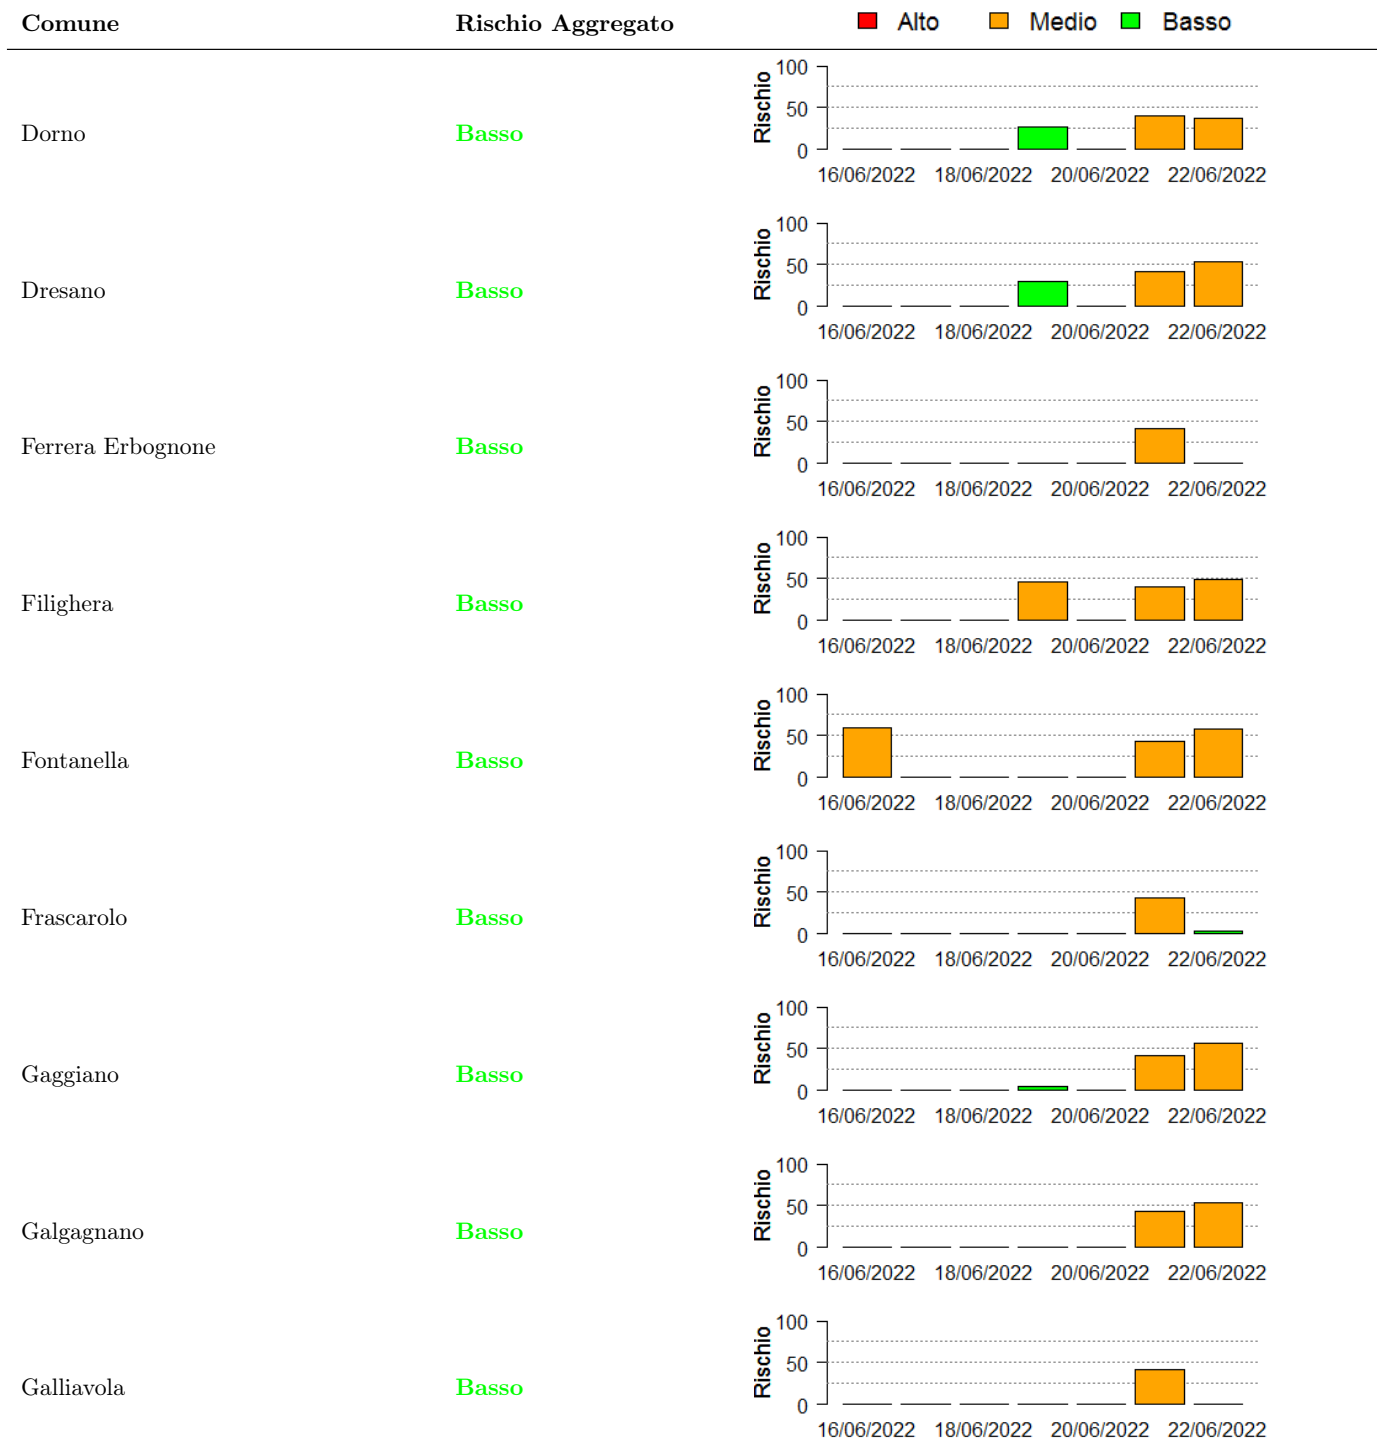 Comune Rischio Aggregato Alto Medio Basso
100
50
0
Rischio
Dorno Basso
16/06/2022 18/06/2022 20/06/2022 22/06/2022
100
50
0
Rischio
Dresano Basso
16/06/2022 18/06/2022 20/06/2022 22/06/2022
100
50
0
Rischio
Ferrera Erbognone Basso
16/06/2022 18/06/2022 20/06/2022 22/06/2022
100
50
0
Rischio
Filighera Basso
16/06/2022 18/06/2022 20/06/2022 22/06/2022
100
50
0
Rischio
Fontanella Basso
16/06/2022 18/06/2022 20/06/2022 22/06/2022
100
50
0
Rischio
Frascarolo Basso
16/06/2022 18/06/2022 20/06/2022 22/06/2022
100
50
0
Rischio
Gaggiano Basso
16/06/2022 18/06/2022 20/06/2022 22/06/2022
100
50
0
Rischio
Galgagnano Basso
16/06/2022 18/06/2022 20/06/2022 22/06/2022
100
50
0
Rischio
Galliavola Basso
16/06/2022 18/06/2022 20/06/2022 22/06/2022